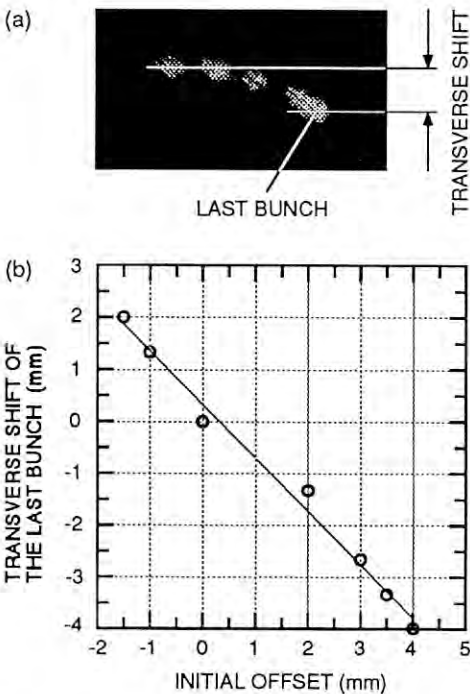 (a)
TRANSVERSE SHIFT
LAST BUNCH
(b)
TRANSVERSE SHIFT OF
THE LAST BUNCH (mm)
3
2
1
0
-1
-2
-3
-4
-2 -1 0 1 2 3 4 5
INITIAL OFFSET (mm)